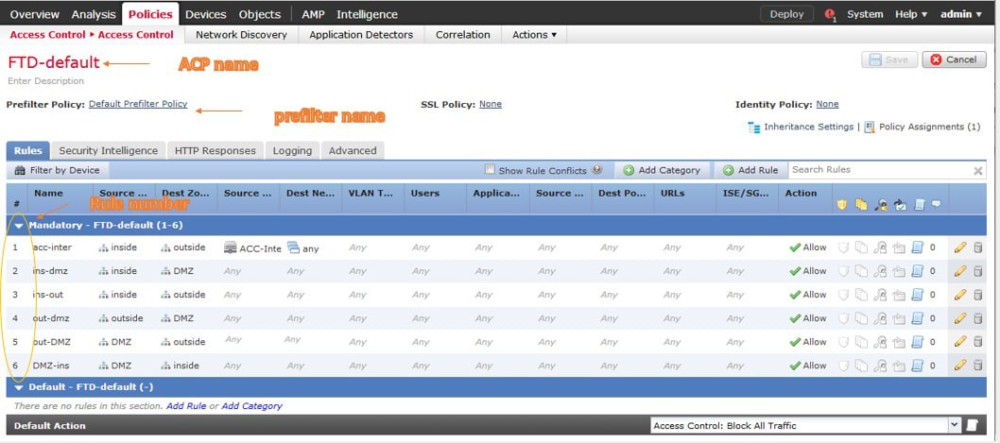 Overview Analysis Policies Devices Objects AMP Intelligence Deploy 1 System Help ▾ admin ▾
Access Control ▸ Access Control Network Discovery Application Detectors Correlation Actions ▾
FTD-default ACP name Save Cancel
Enter Description
Prefilter Policy: Default Prefilter Policy SSL Policy: None Identity Policy: None
prefilter name
Inheritance Settings | Policy Assignments (1)
Rules Security Intelligence HTTP Responses Logging Advanced
Filter by Device Show Rule Conflicts Add Category Add Rule Search Rules
# Name Source ... Dest Zo... Source ... Dest Ne... VLAN T... Users Applica... Source ... Dest Po... URLs ISE/SG... Action
Rule number
Mandatory - FTD-default (1-6)
1 acc-inter inside outside ACC-Inte any Any Any Any Any Any Any Any Allow 0
2 ins-dmz inside DMZ Any Any Any Any Any Any Any Any Any Allow 0
3 ins-out inside outside Any Any Any Any Any Any Any Any Any Allow 0
4 out-dmz outside DMZ Any Any Any Any Any Any Any Any Any Allow 0
5 out-DMZ DMZ outside Any Any Any Any Any Any Any Any Any Allow 0
6 DMZ-ins DMZ inside Any Any Any Any Any Any Any Any Any Allow 0
Default - FTD-default (-)
There are no rules in this section. Add Rule or Add Category
Default Action Access Control: Block All Traffic